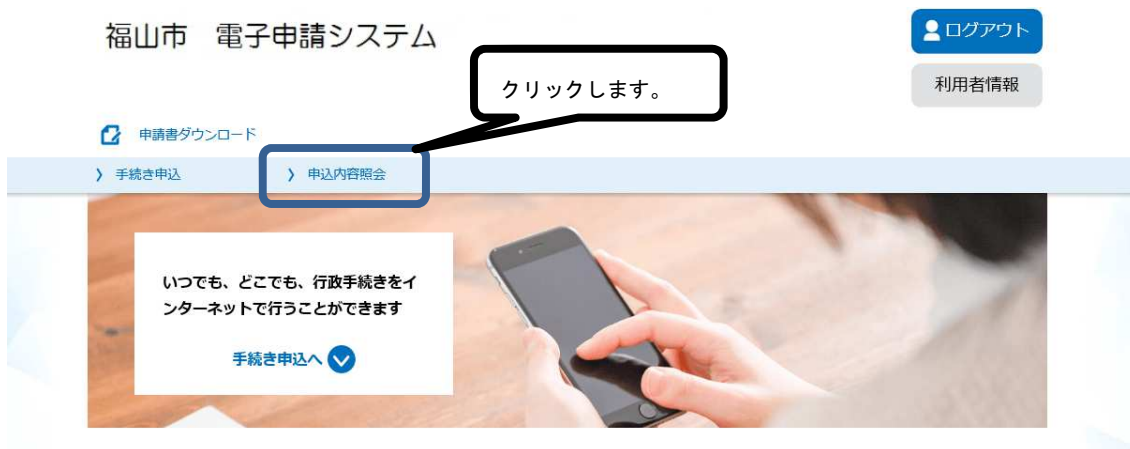 福山市 電子申請システム
ログアウト
クリックします。
利用者情報
申請書ダウンロード
手続き申込
申込内容照会
いつでも、どこでも、行政手続きをイ
ンターネットで行うことができます
手続き申込へ